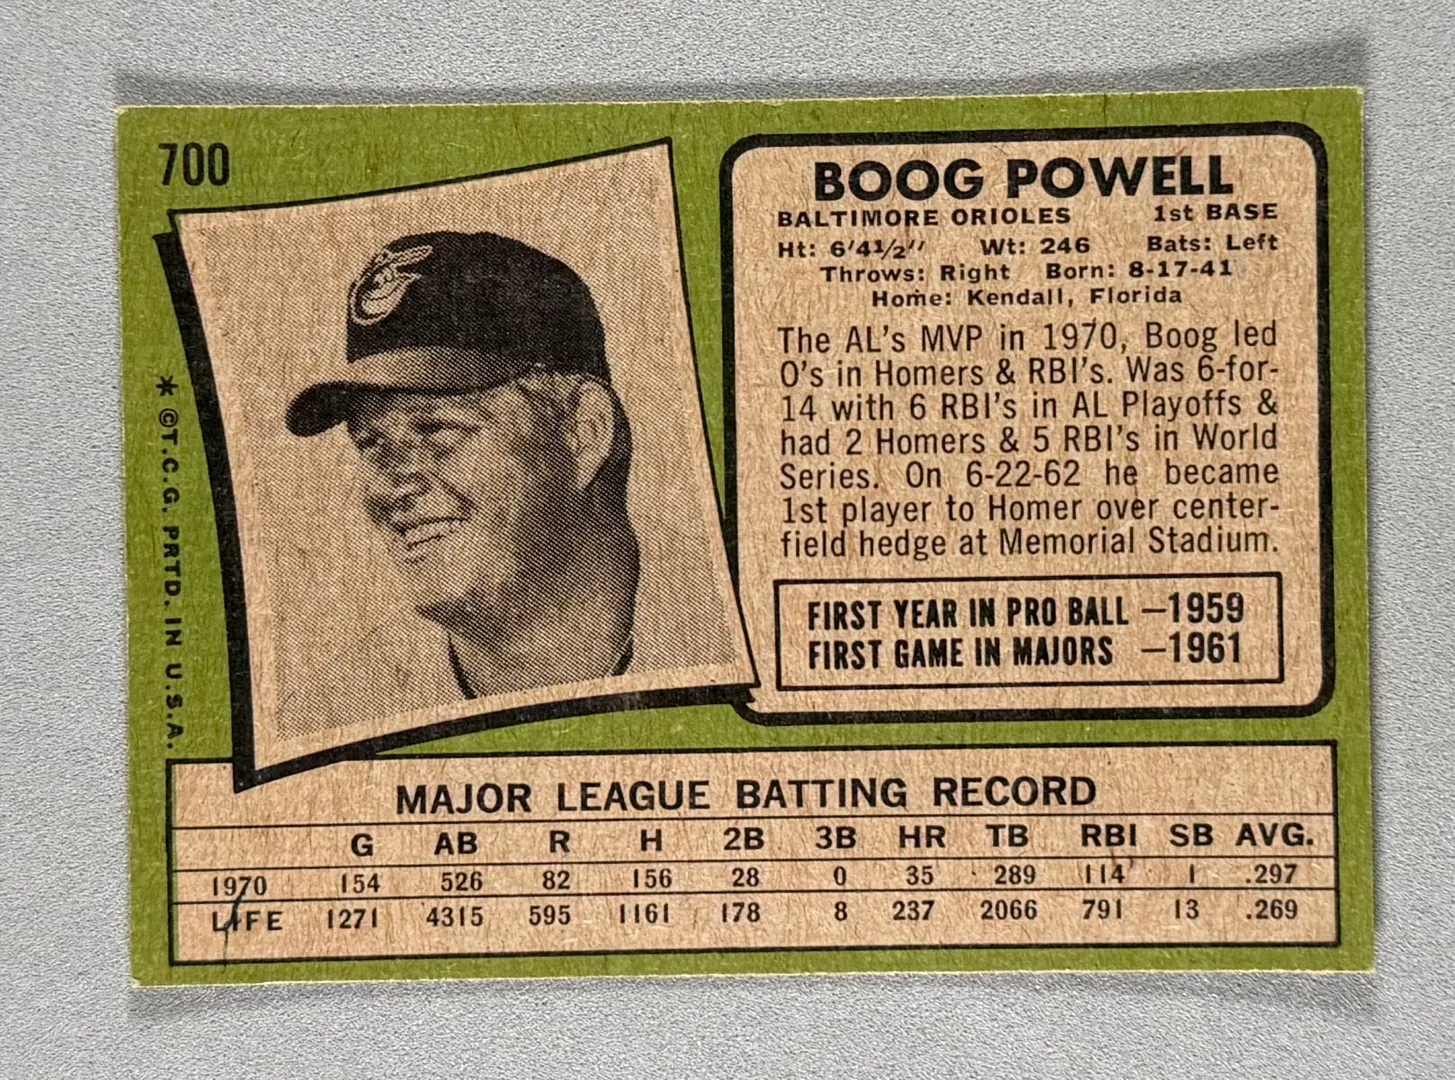 700
BOOG POWELL
BALTIMORE ORIOLES 1st BASE
Ht: 6'4½" Wt: 246 Bats: Left
Throws: Right Born: 8-17-41
Home: Kendall, Florida
The AL's MVP in 1970, Boog led
O's in Homers & RBI's. Was 6-for-
14 with 6 RBI's in AL Playoffs &
had 2 Homers & 5 RBI's in World
Series. On 6-22-62 he became
1st player to Homer over center-
field hedge at Memorial Stadium.
FIRST YEAR IN PRO BALL —1959
FIRST GAME IN MAJORS —1961
* ©T.C.G. PRTD. IN U.S.A.
MAJOR LEAGUE BATTING RECORD
G AB R H 2B 3B HR TB RBI SB AVG.
1970 154 526 82 156 28 0 35 289 114 1 .297
LIFE 1271 4315 595 1161 178 8 237 2066 791 13 .269